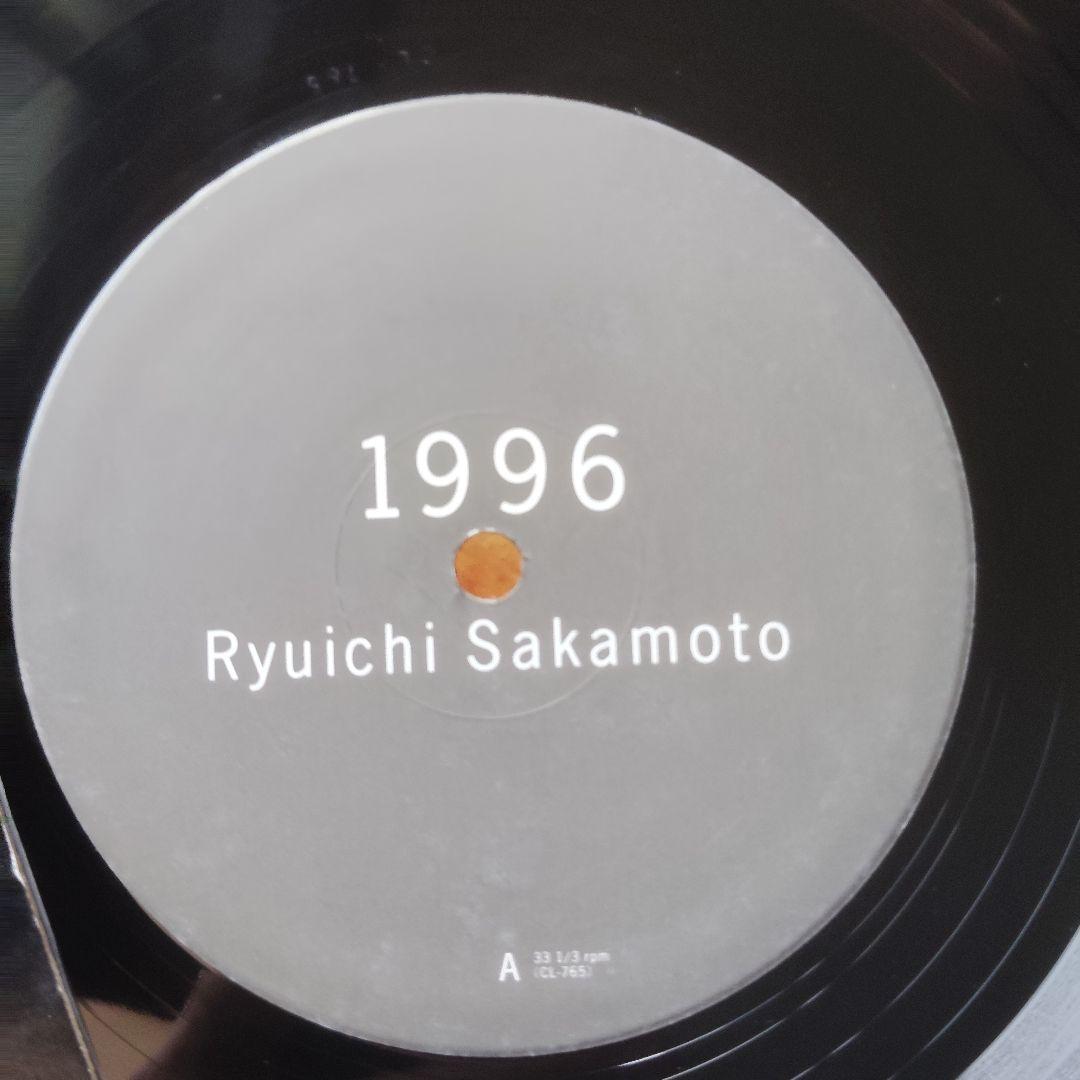 1996
Ryuichi Sakamoto
A 33 1/3 rpm
(CL-765)